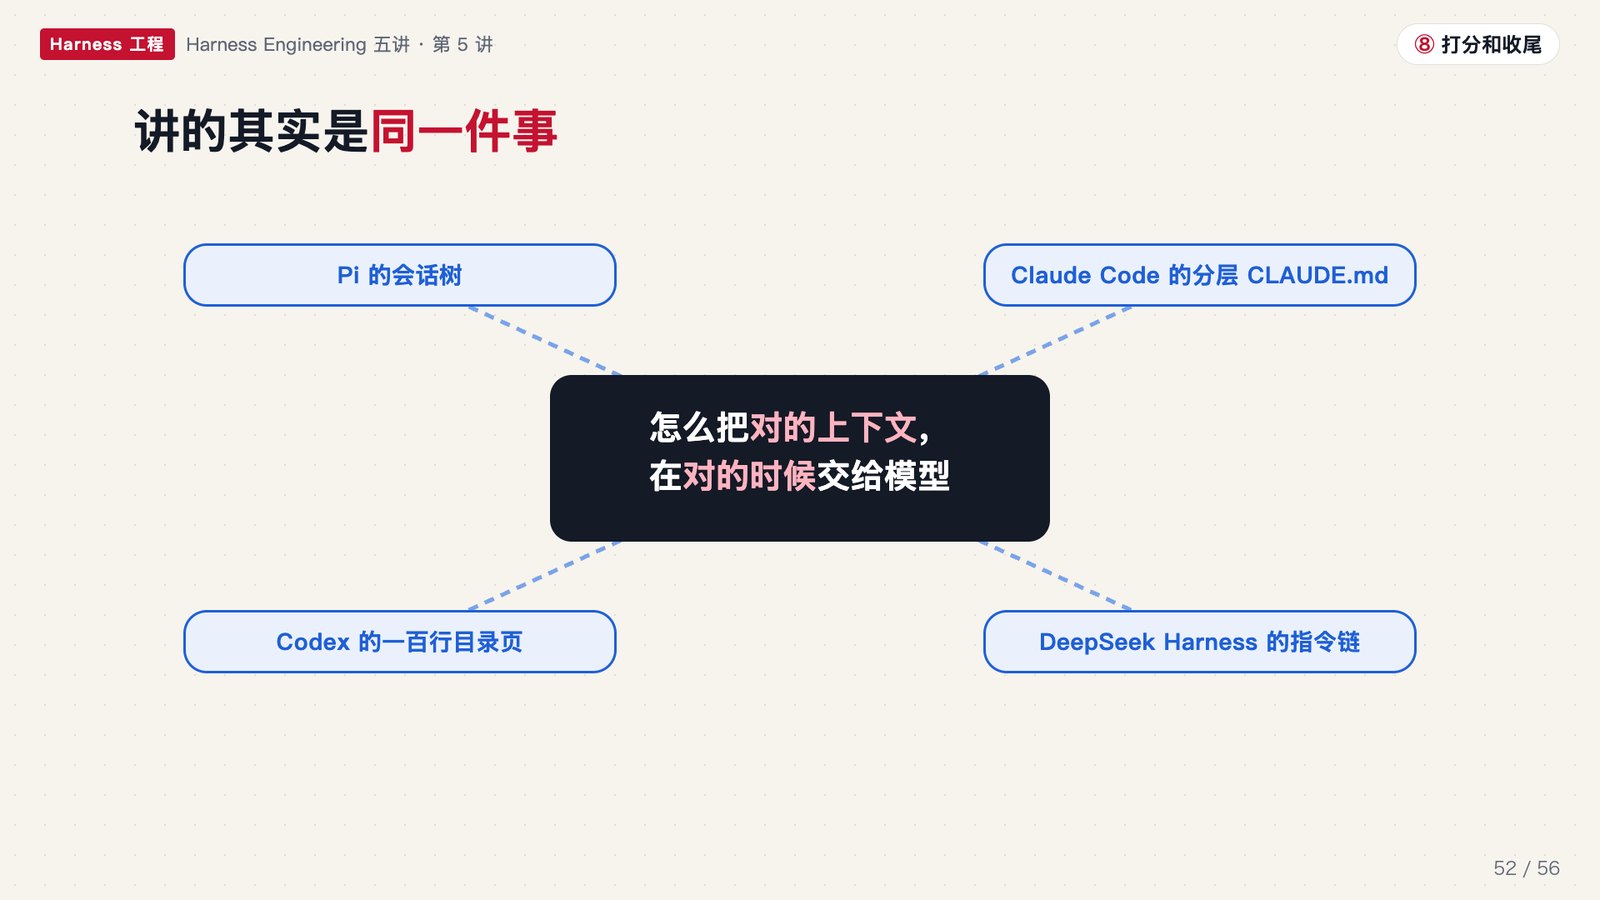 Harness 工程 Harness Engineering 五讲 · 第 5 讲
⑧ 打分和收尾
讲的其实是同一件事
Pi 的会话树
Claude Code 的分层 CLAUDE.md
怎么把对的上下文，
在对的时候交给模型
Codex 的一百行目录页
DeepSeek Harness 的指令链
52 / 56